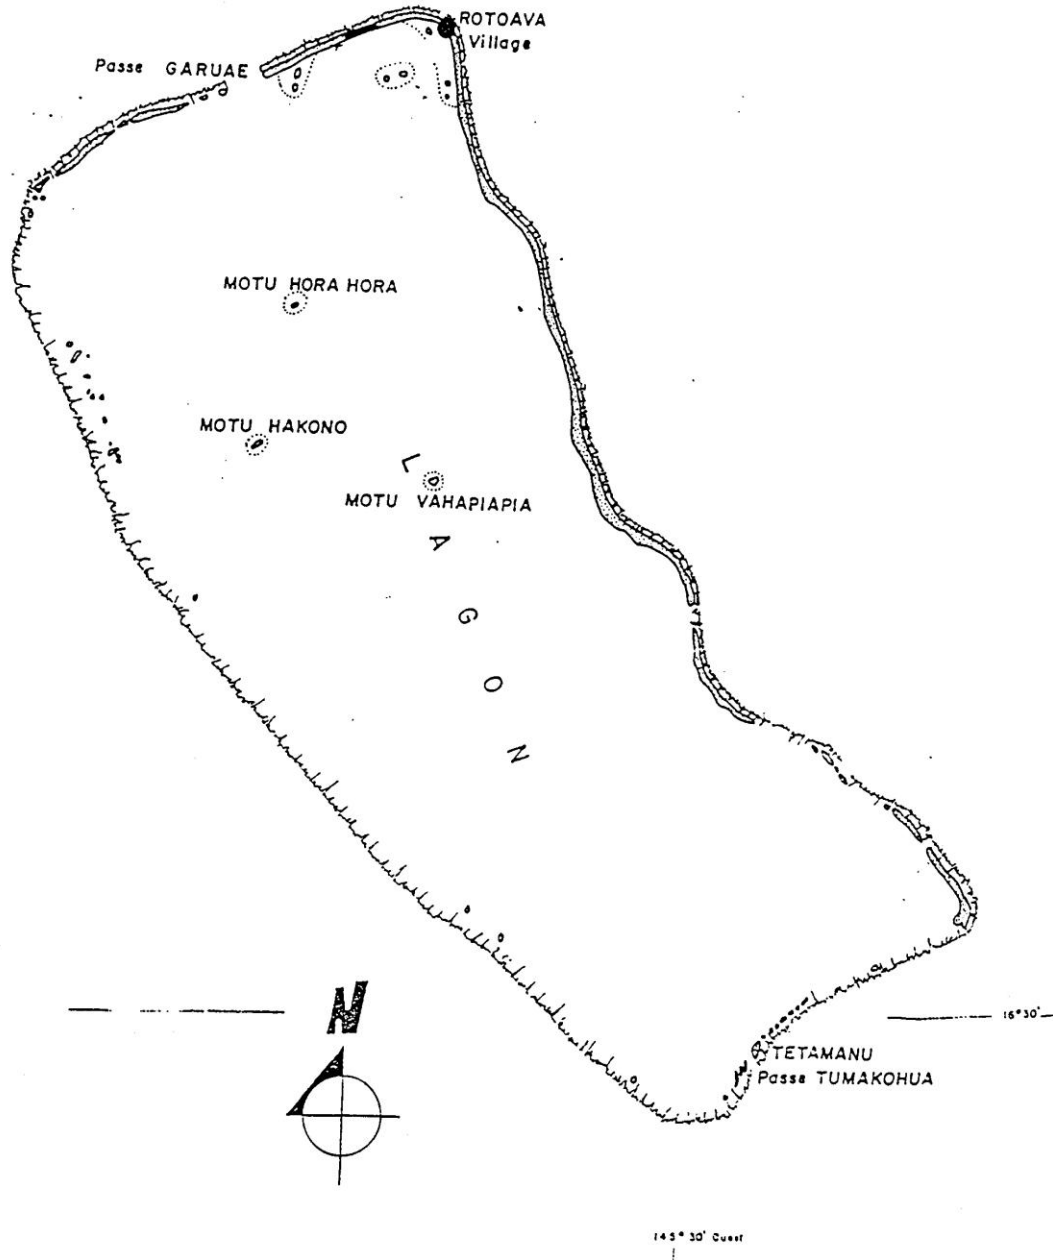 ROTOAVA
Village
Passe GARUAE
MOTU HORA HORA
MOTU HAKONO
MOTU VAHAPIAPIA
LAGON
N
16°30'
TETAMANU
Passe TUMAKOHUA
145° 30' Ouest